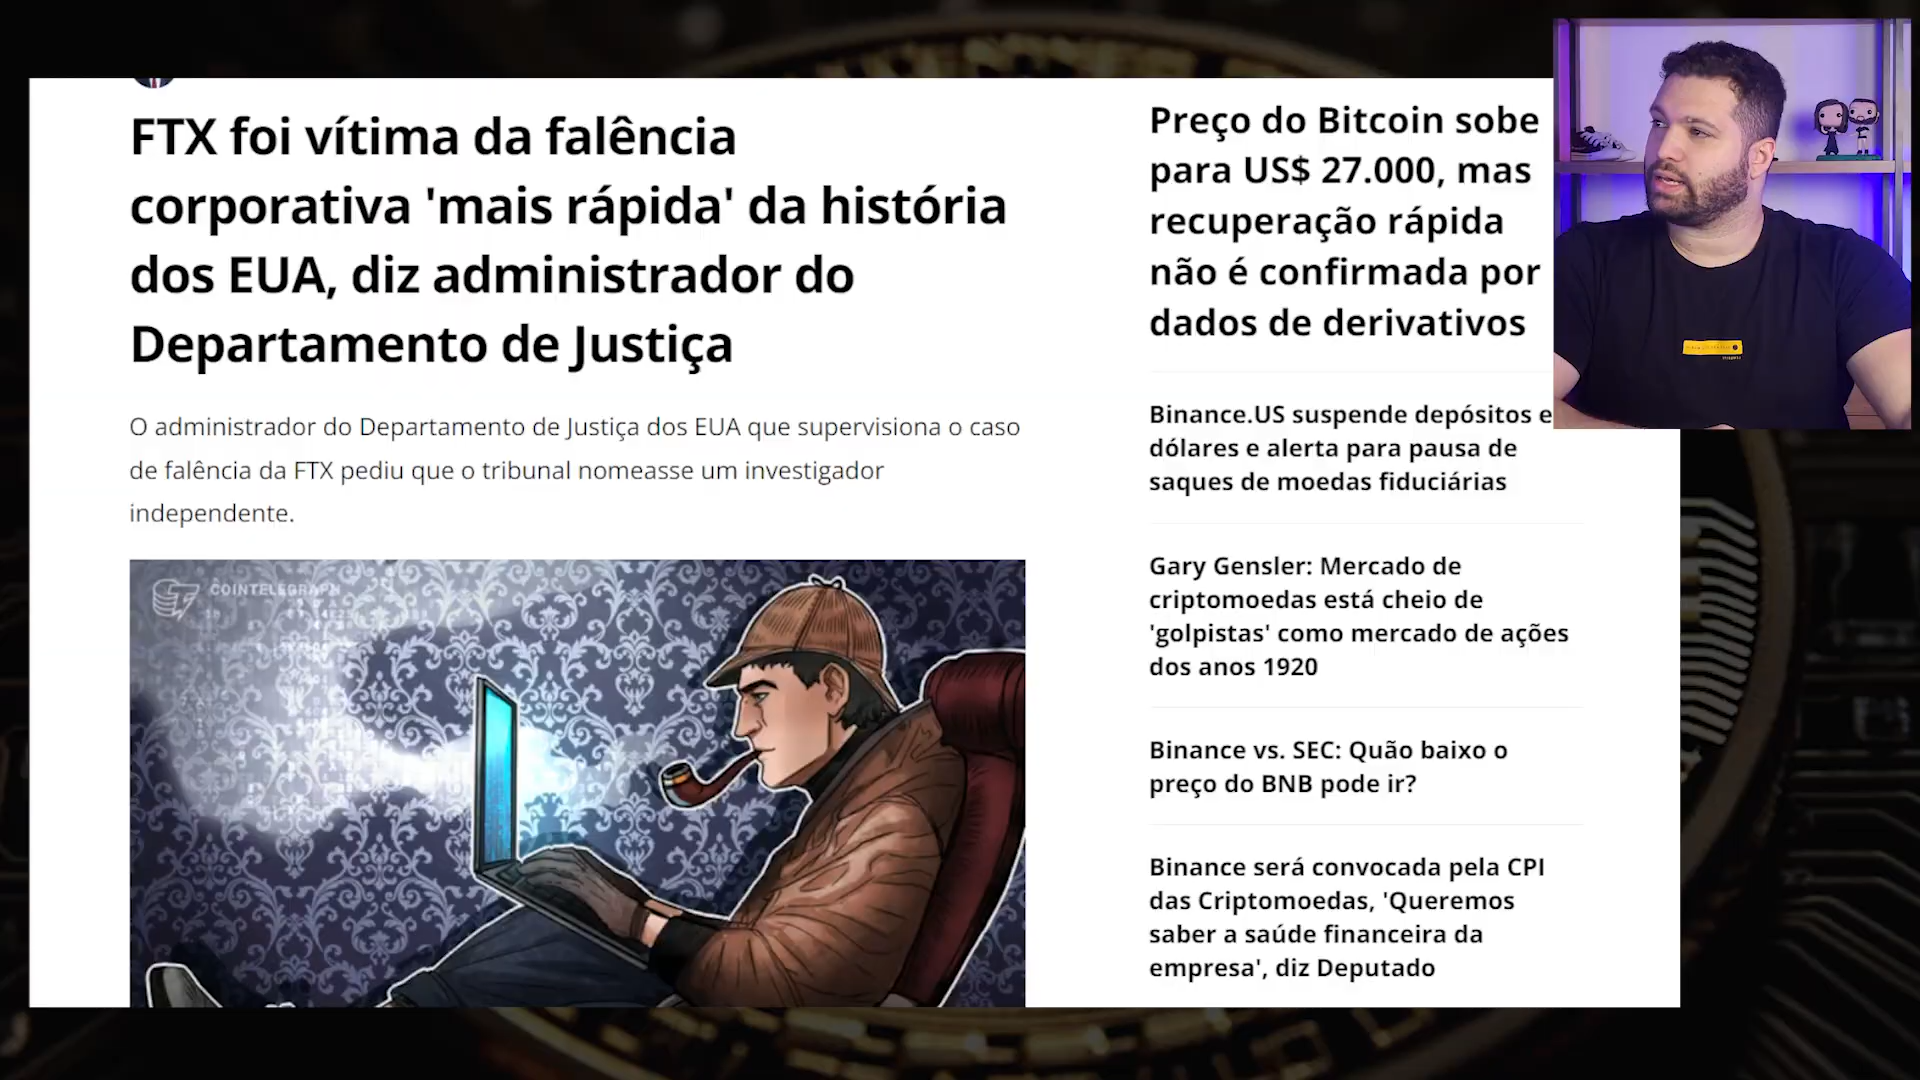 FTX foi vítima da falência
corporativa 'mais rápida' da história
dos EUA, diz administrador do
Departamento de Justiça
O administrador do Departamento de Justiça dos EUA que supervisiona o caso
de falência da FTX pediu que o tribunal nomeasse um investigador
independente.
COINTELEGRAPH
Preço do Bitcoin sobe
para US$ 27.000, mas
recuperação rápida
não é confirmada por
dados de derivativos
Binance.US suspende depósitos e
dólares e alerta para pausa de
saques de moedas fiduciárias
Gary Gensler: Mercado de
criptomoedas está cheio de
'golpistas' como mercado de ações
dos anos 1920
Binance vs. SEC: Quão baixo o
preço do BNB pode ir?
Binance será convocada pela CPI
das Criptomoedas, 'Queremos
saber a saúde financeira da
empresa', diz Deputado